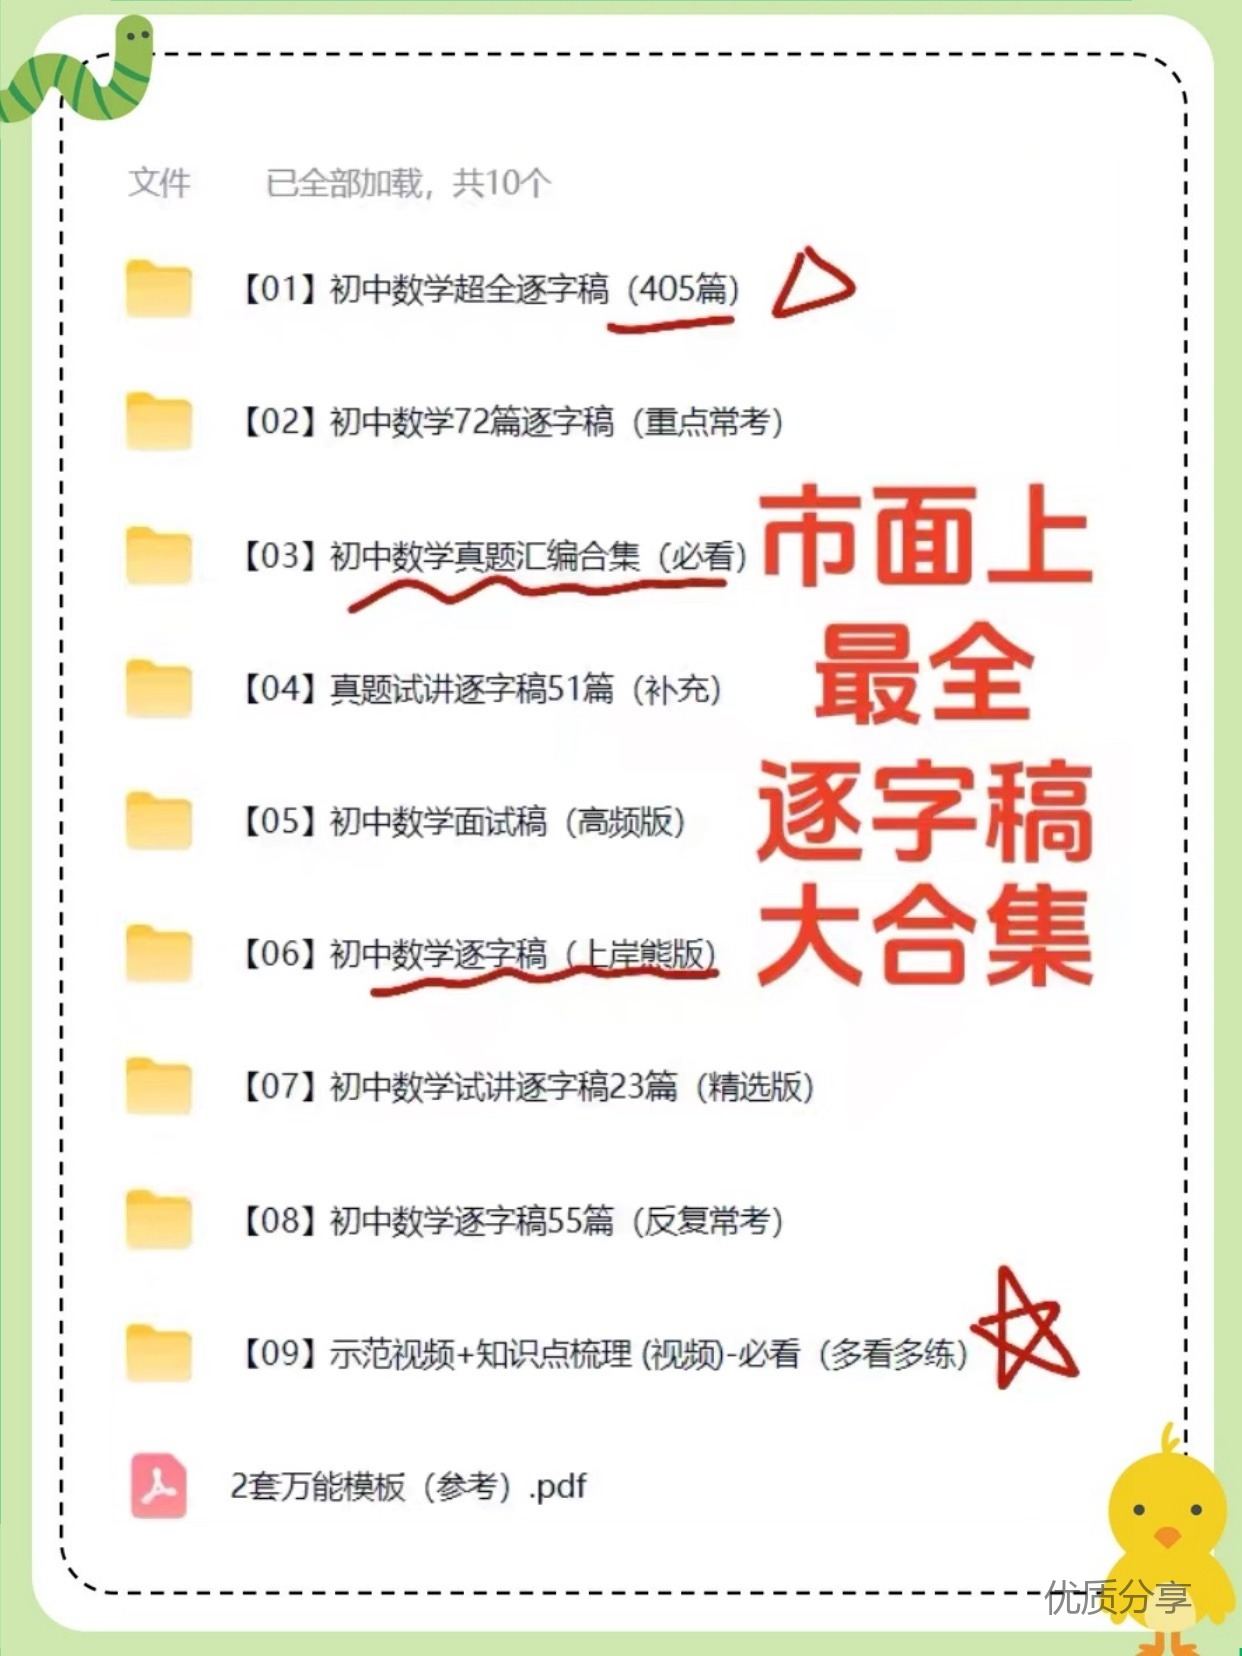 文件 已全部加载，共10个
【01】初中数学超全逐字稿（405篇）
【02】初中数学72篇逐字稿（重点常考）
【03】初中数学真题汇编合集（必看）
【04】真题试讲逐字稿51篇（补充）
【05】初中数学面试稿（高频版）
【06】初中数学逐字稿（上岸熊版）
【07】初中数学试讲逐字稿23篇（精选版）
【08】初中数学逐字稿55篇（反复常考）
【09】示范视频+知识点梳理 (视频)-必看（多看多练）
2套万能模板（参考）.pdf
市面上
最全
逐字稿
大合集
优质分享